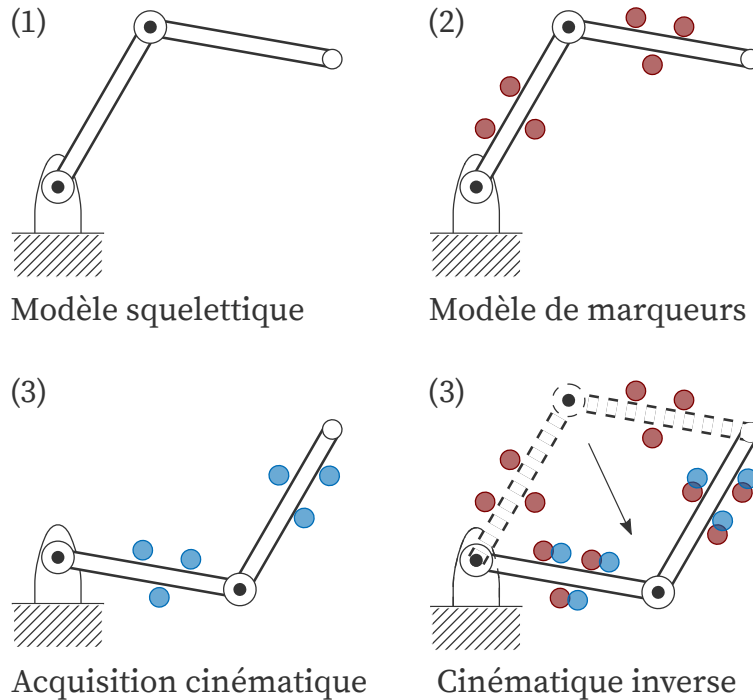 (1)
(2)
Modèle squelettique
Modèle de marqueurs
(3)
(3)
Acquisition cinématique
Cinématique inverse